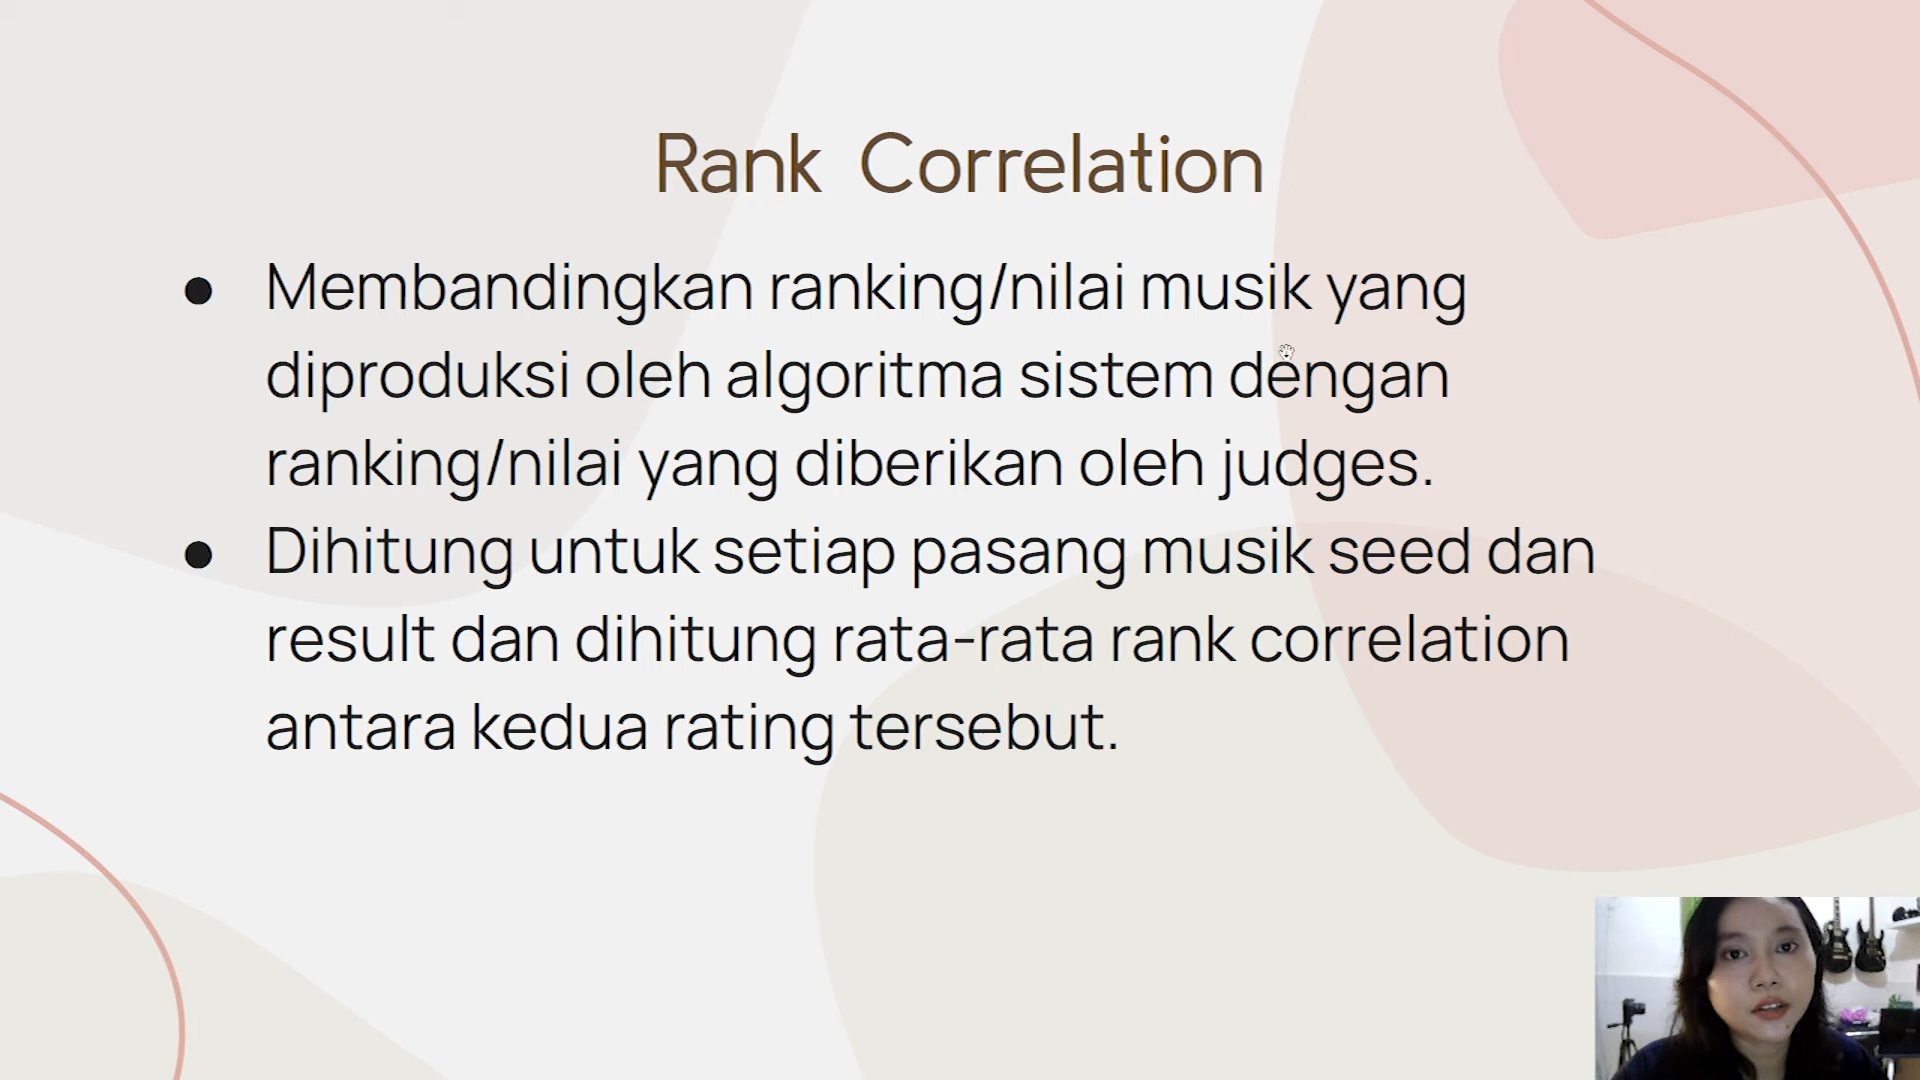 Rank Correlation
● Membandingkan ranking/nilai musik yang
diproduksi oleh algoritma sistem dengan
ranking/nilai yang diberikan oleh judges.
● Dihitung untuk setiap pasang musik seed dan
result dan dihitung rata-rata rank correlation
antara kedua rating tersebut.